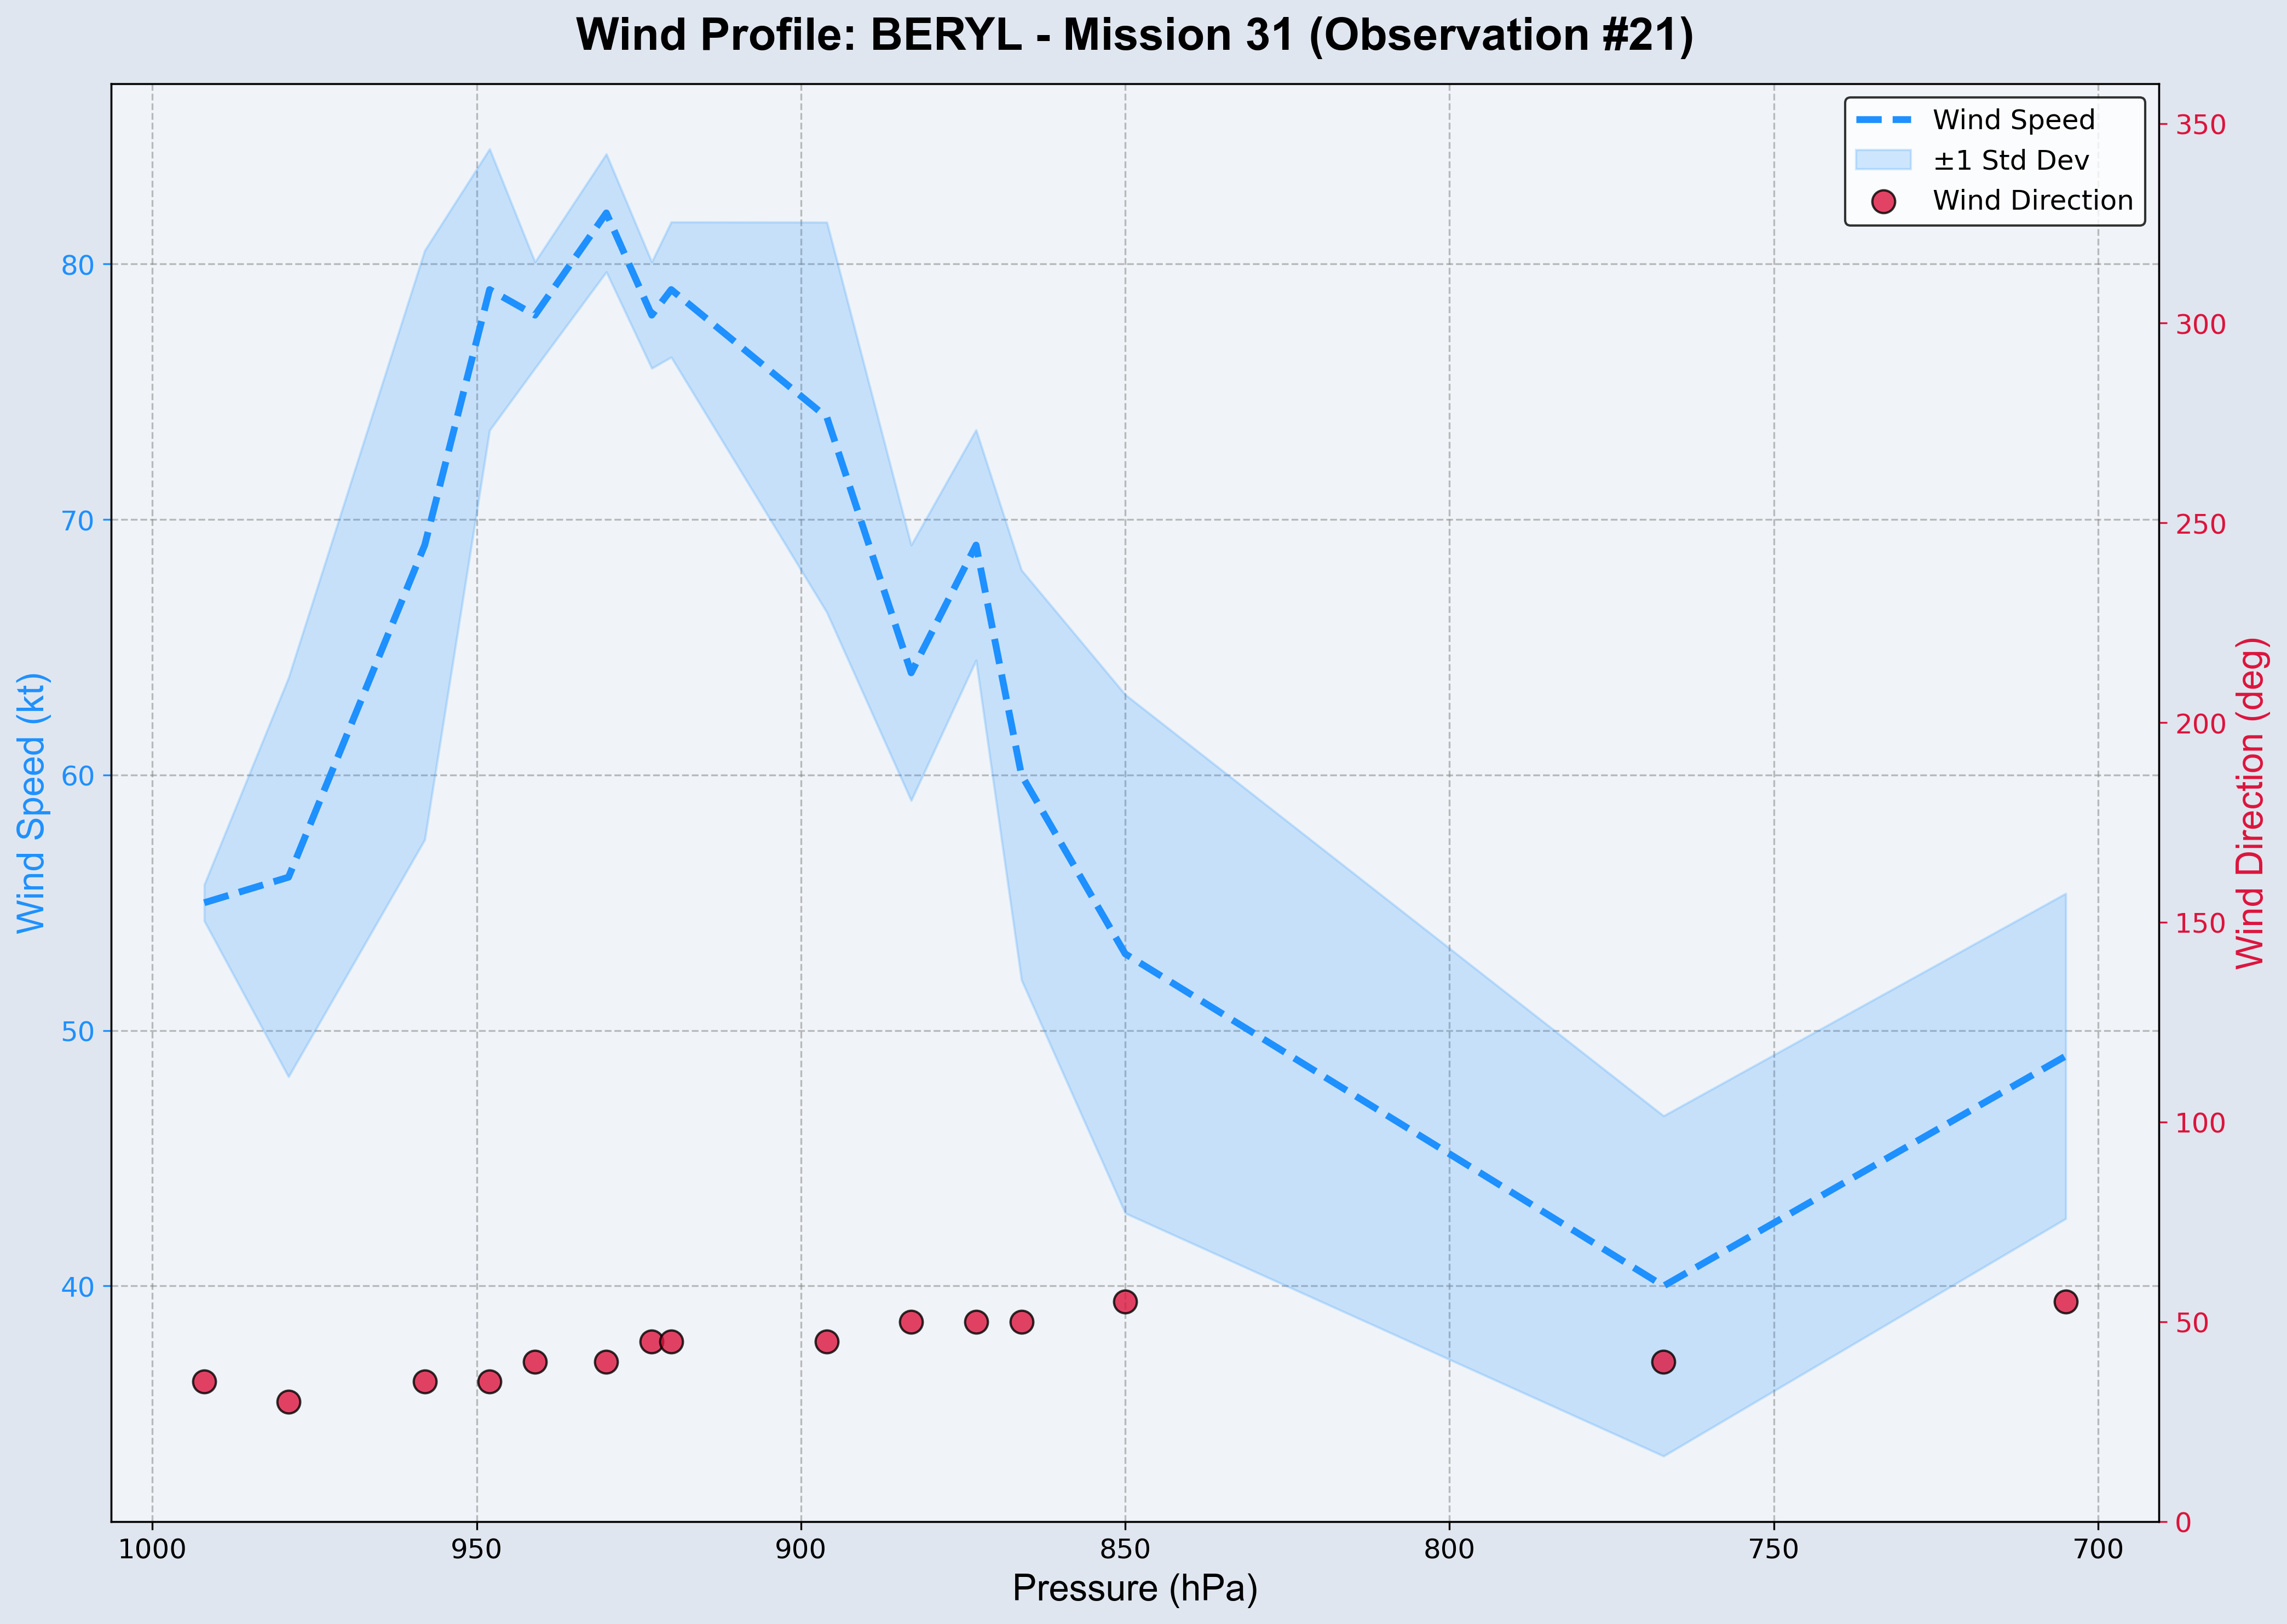 Wind Profile: BERYL - Mission 31 (Observation #21)
Wind Speed
±1 Std Dev
Wind Direction
Wind Speed (kt)
80
70
60
50
40
350
300
250
200
150
100
50
0
Wind Direction (deg)
1000
950
900
850
800
750
700
Pressure (hPa)